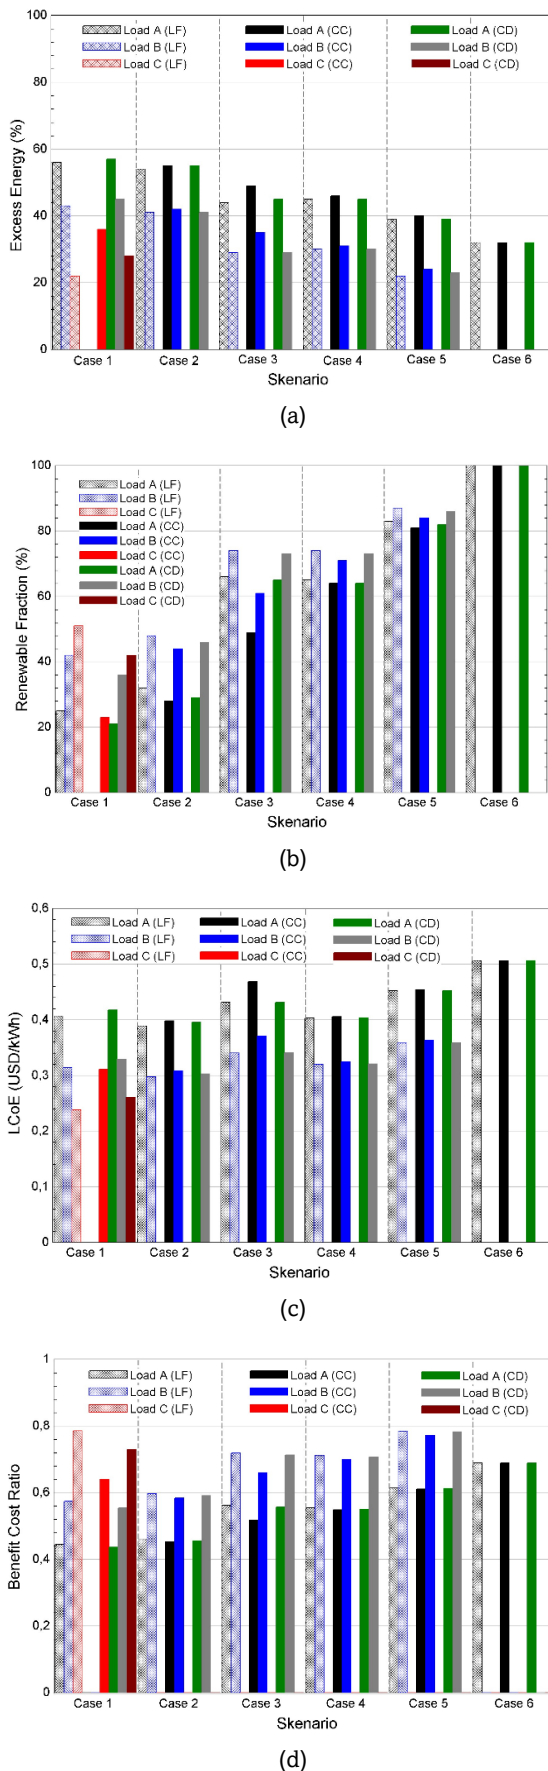 100
80
60
40
20
0
Excess Energy (%)
Load A (LF) Load A (CC) Load A (CD)
Load B (LF) Load B (CC) Load B (CD)
Load C (LF) Load C (CC) Load C (CD)
Case 1 Case 2 Case 3 Case 4 Case 5 Case 6
Skenario
(a)
100
80
60
40
20
0
Renewable Fraction (%)
Load A (LF)
Load B (LF)
Load C (LF)
Load A (CC)
Load B (CC)
Load C (CC)
Load A (CD)
Load B (CD)
Load C (CD)
Case 1 Case 2 Case 3 Case 4 Case 5 Case 6
Skenario
(b)
0,6
0,5
0,4
0,3
0,2
0,1
0
LCoE (USD/kWh)
Load A (LF) Load A (CC) Load A (CD)
Load B (LF) Load B (CC) Load B (CD)
Load C (LF) Load C (CC) Load C (CD)
Case 1 Case 2 Case 3 Case 4 Case 5 Case 6
Skenario
(c)
1
0,8
0,6
0,4
0,2
0
Benefit Cost Ratio
Load A (LF) Load A (CC) Load A (CD)
Load B (LF) Load B (CC) Load B (CD)
Load C (LF) Load C (CC) Load C (CD)
Case 1 Case 2 Case 3 Case 4 Case 5 Case 6
Skenario
(d)